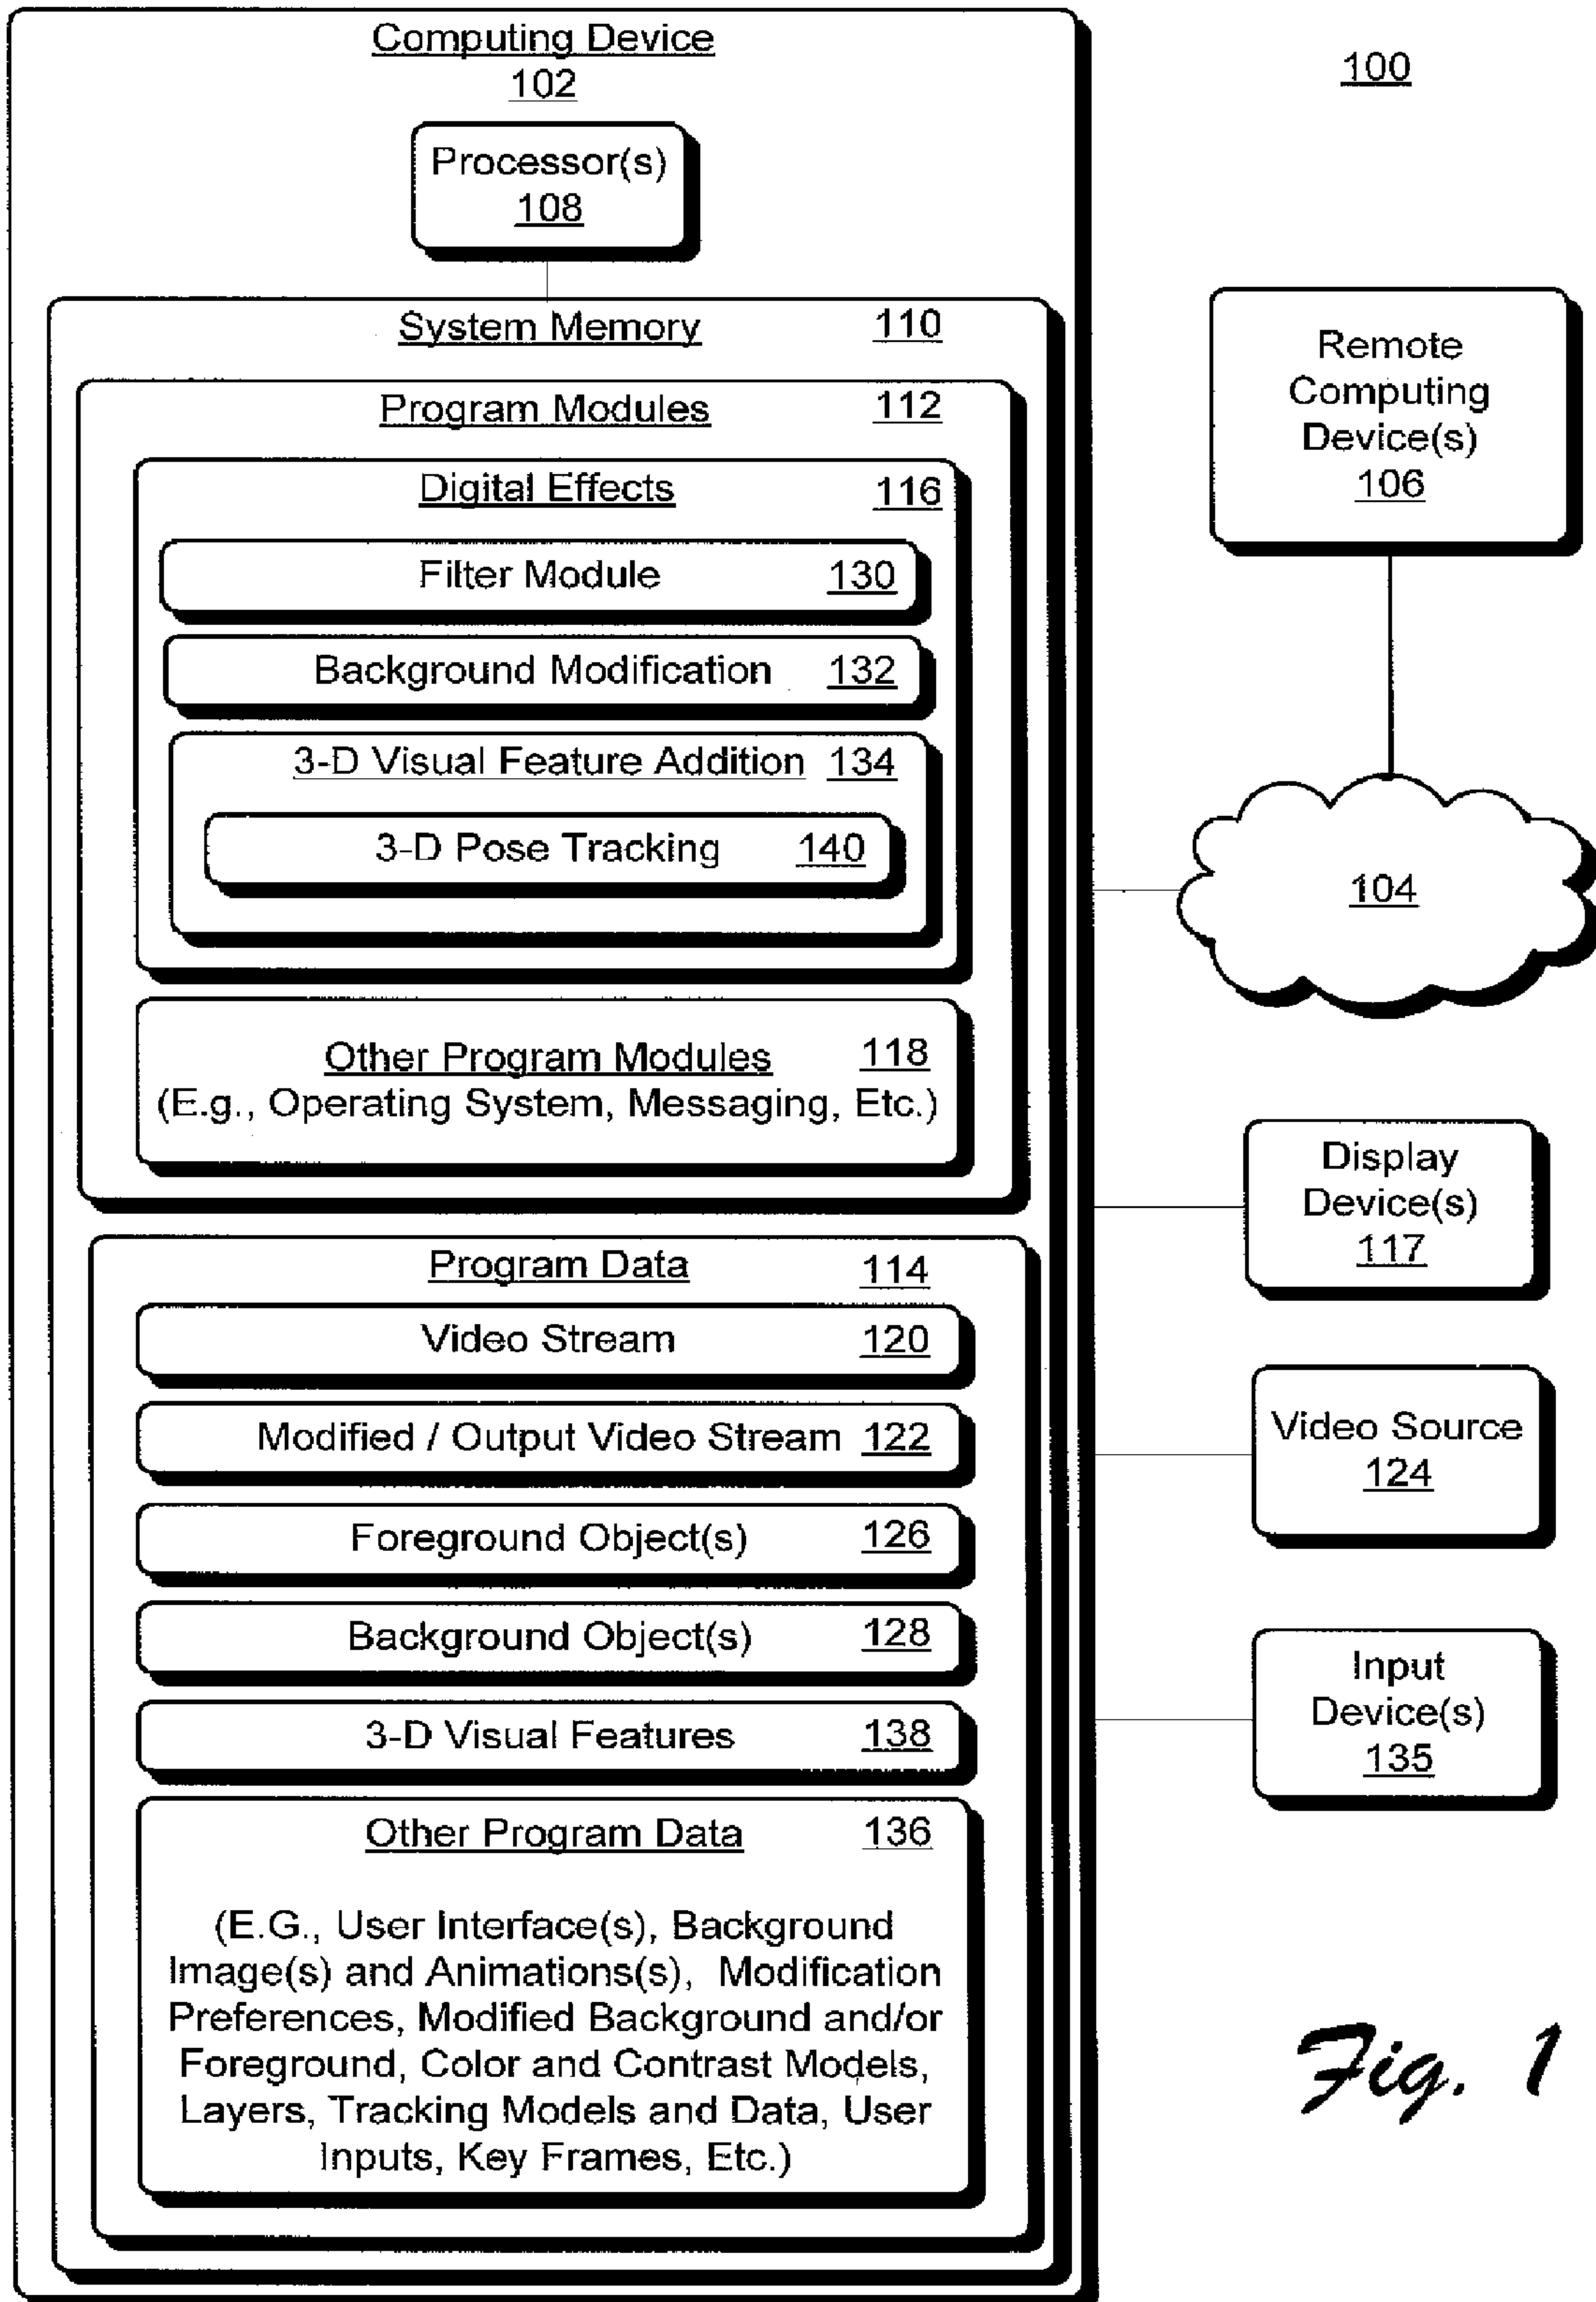 Computing Device
102
100
Processor(s)
108
System Memory 110
Program Modules 112
Digital Effects 116
Filter Module 130
Background Modification 132
3-D Visual Feature Addition 134
3-D Pose Tracking 140
Other Program Modules 118
(E.g., Operating System, Messaging, Etc.)
Program Data 114
Video Stream 120
Modified / Output Video Stream 122
Foreground Object(s) 126
Background Object(s) 128
3-D Visual Features 138
Other Program Data 136
(E.G., User Interface(s), Background
Image(s) and Animations(s), Modification
Preferences, Modified Background and/or
Foreground, Color and Contrast Models,
Layers, Tracking Models and Data, User
Inputs, Key Frames, Etc.)
Remote
Computing
Device(s)
106
104
Display
Device(s)
117
Video Source
124
Input
Device(s)
135
Fig. 1